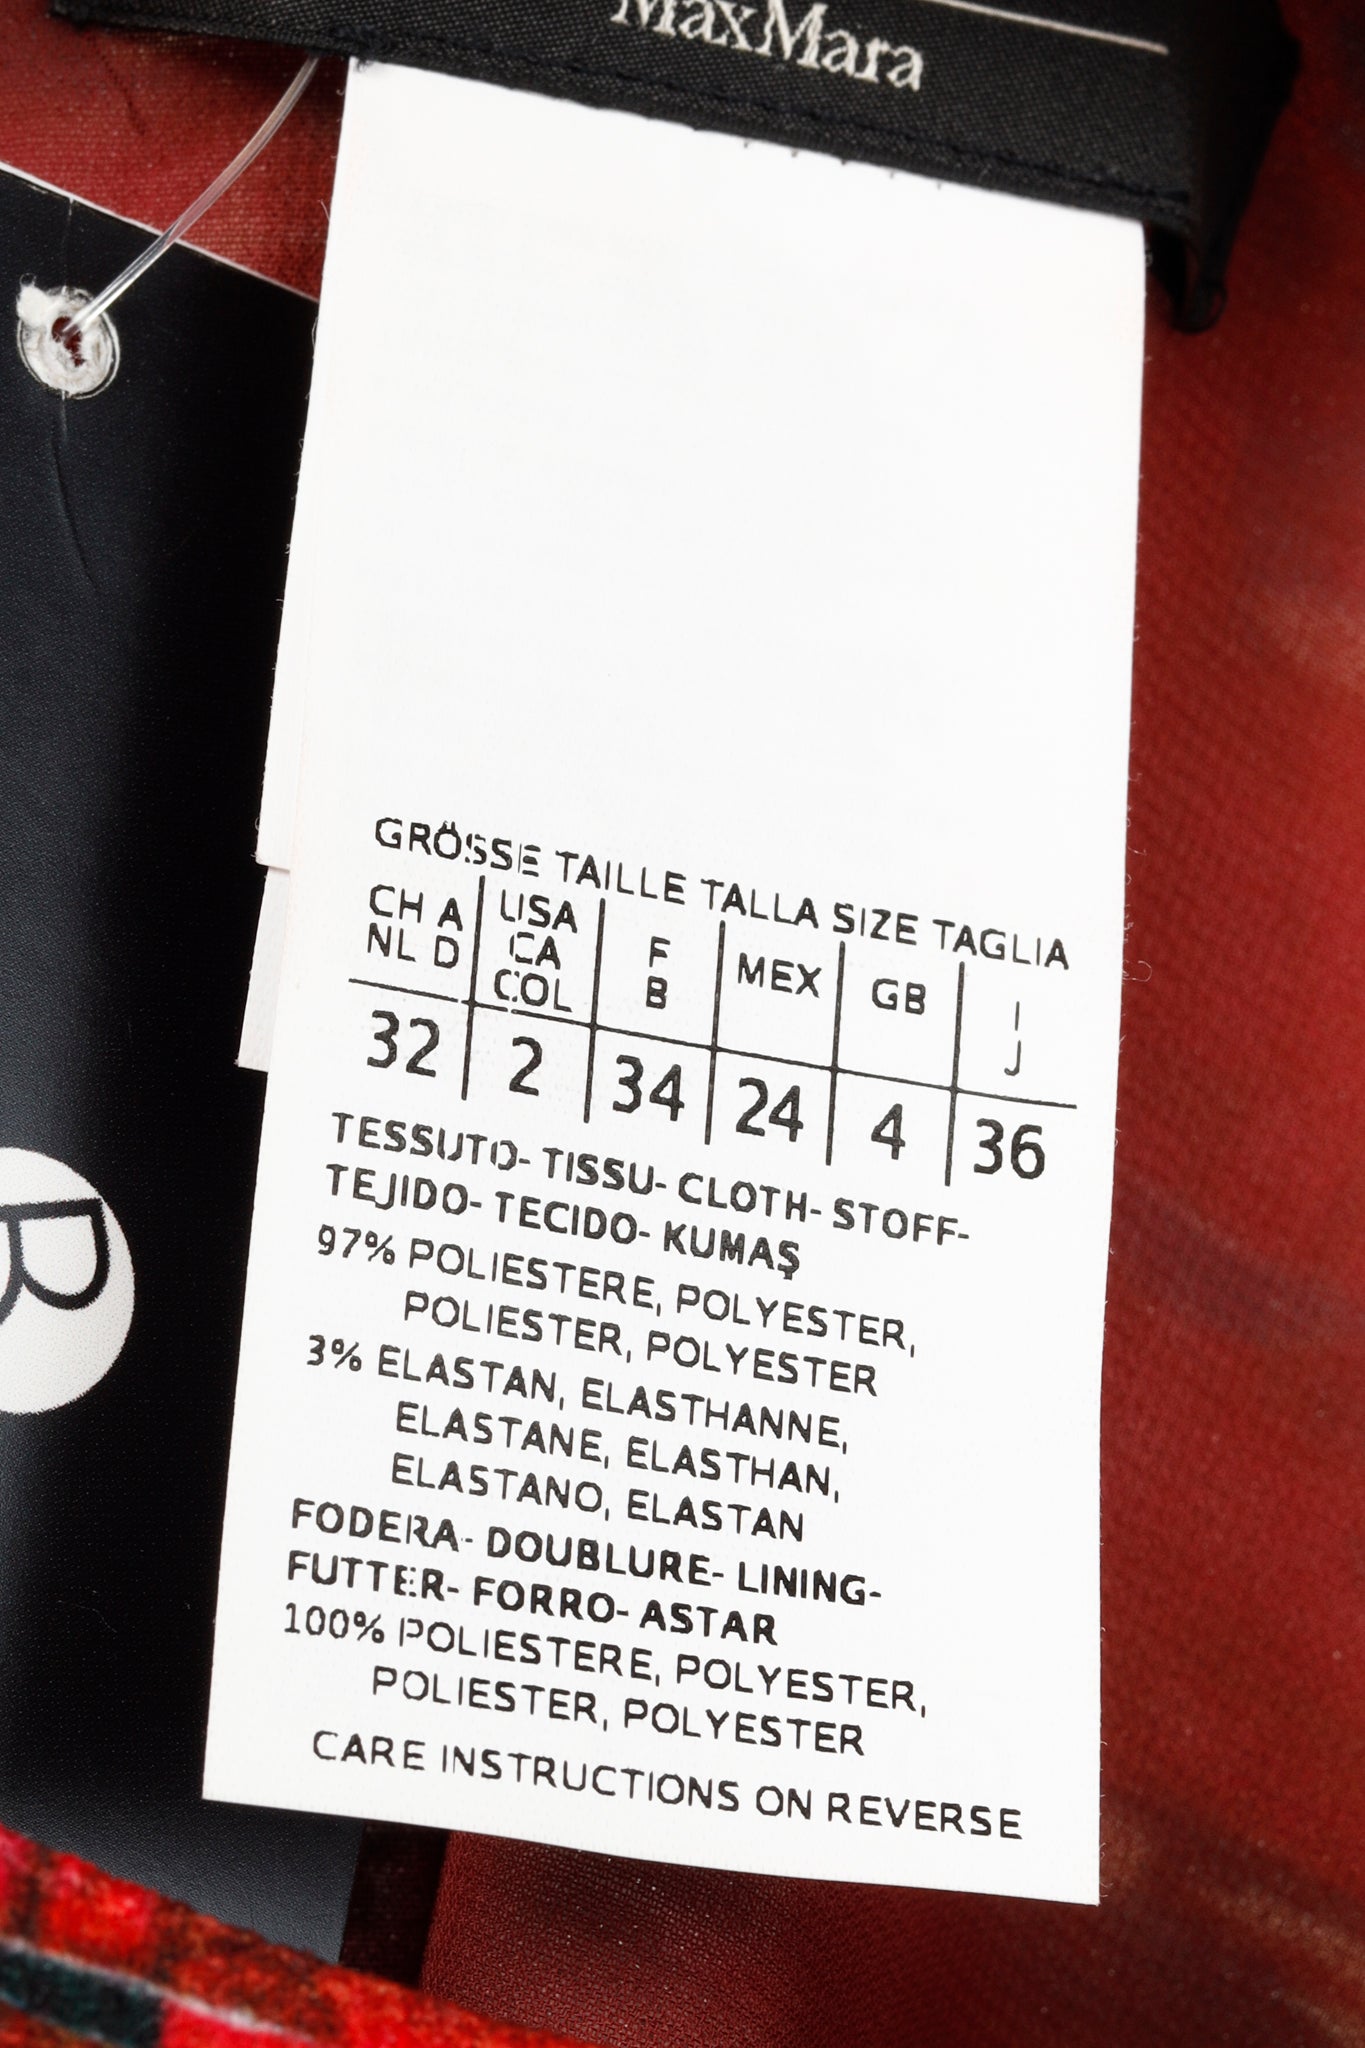 MaxMara
GRÖSSE TAILLE TALLA SIZE TAGLIA
CH A | USA | F | MEX | GB | I
NL D | CA | B | J
COL
32 | 2 | 34 | 24 | 4 | 36
TESSUTO- TISSU- CLOTH- STOFF-
TEJIDO- TECIDO- KUMAŞ
97% POLIESTERE, POLYESTER,
POLIESTER, POLYESTER
3% ELASTAN, ELASTHANNE,
ELASTANE, ELASTHAN,
ELASTANO, ELASTAN
FODERA- DOUBLURE- LINING-
FUTTER- FORRO- ASTAR
100% POLIESTERE, POLYESTER,
POLIESTER, POLYESTER
CARE INSTRUCTIONS ON REVERSE
B